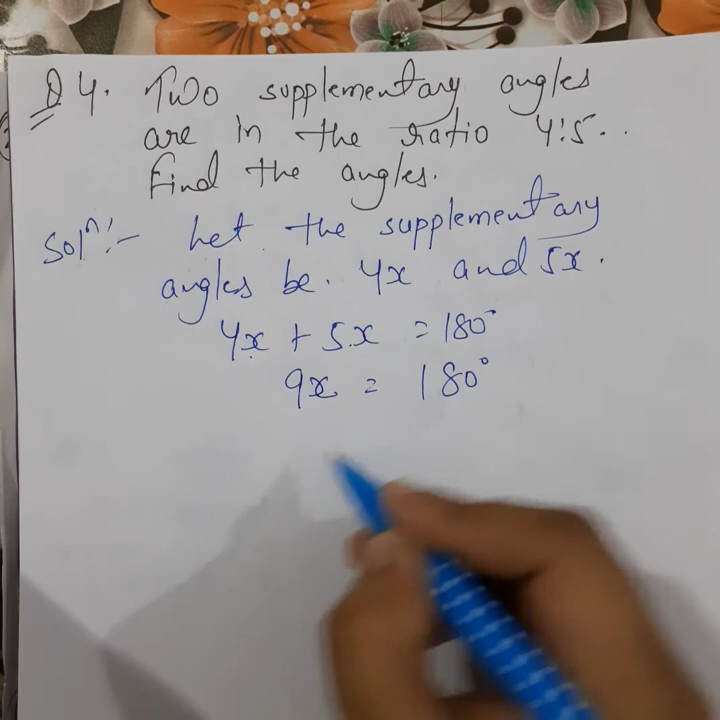 Q 4. Two supplementary angles
are in the ratio 4:5..
Find the angles.
Solⁿ:- Let the supplementary
angles be. 4x and 5x.
4x + 5x = 180°
9x = 180°